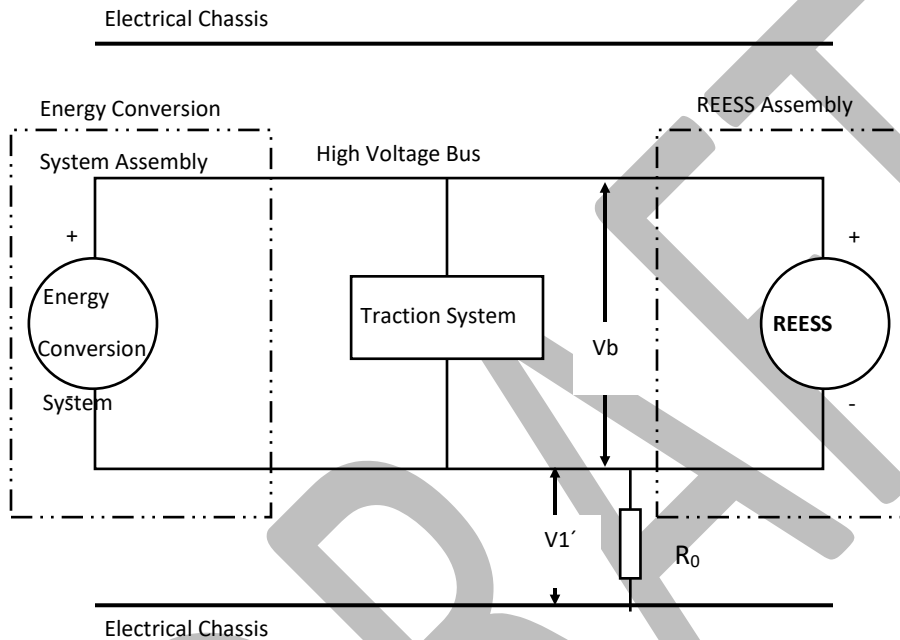 Electrical Chassis
Energy Conversion
System Assembly
REESS Assembly
High Voltage Bus
+
+
Energy
Conversion
System
-
Traction System
Vb
REESS
-
V1´
R₀
Electrical Chassis
DRAFT